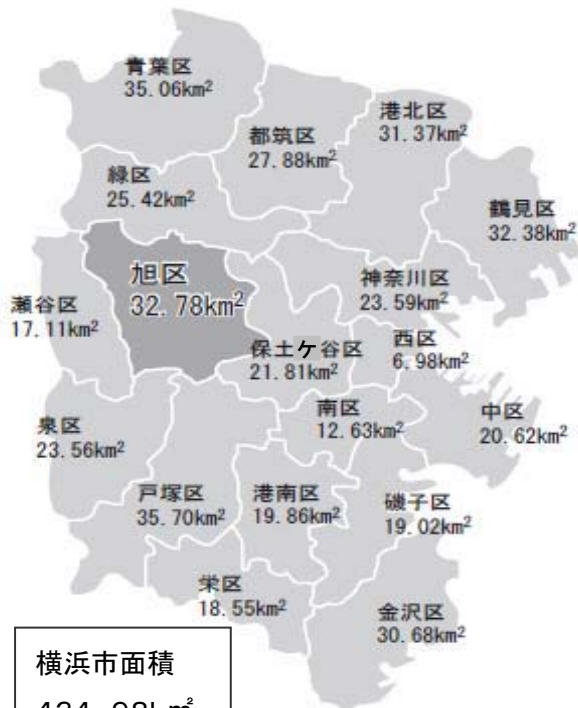 青葉区
35.06km²
港北区
31.37km²
都筑区
27.88km²
緑区
25.42km²
鶴見区
32.38km²
旭区
32.78km²
神奈川区
23.59km²
瀬谷区
17.11km²
保土ケ谷区
21.81km²
西区
6.98km²
南区
12.63km²
中区
20.62km²
泉区
23.56km²
戸塚区
35.70km²
港南区
19.86km²
磯子区
19.02km²
栄区
18.55km²
金沢区
30.68km²
横浜市面積